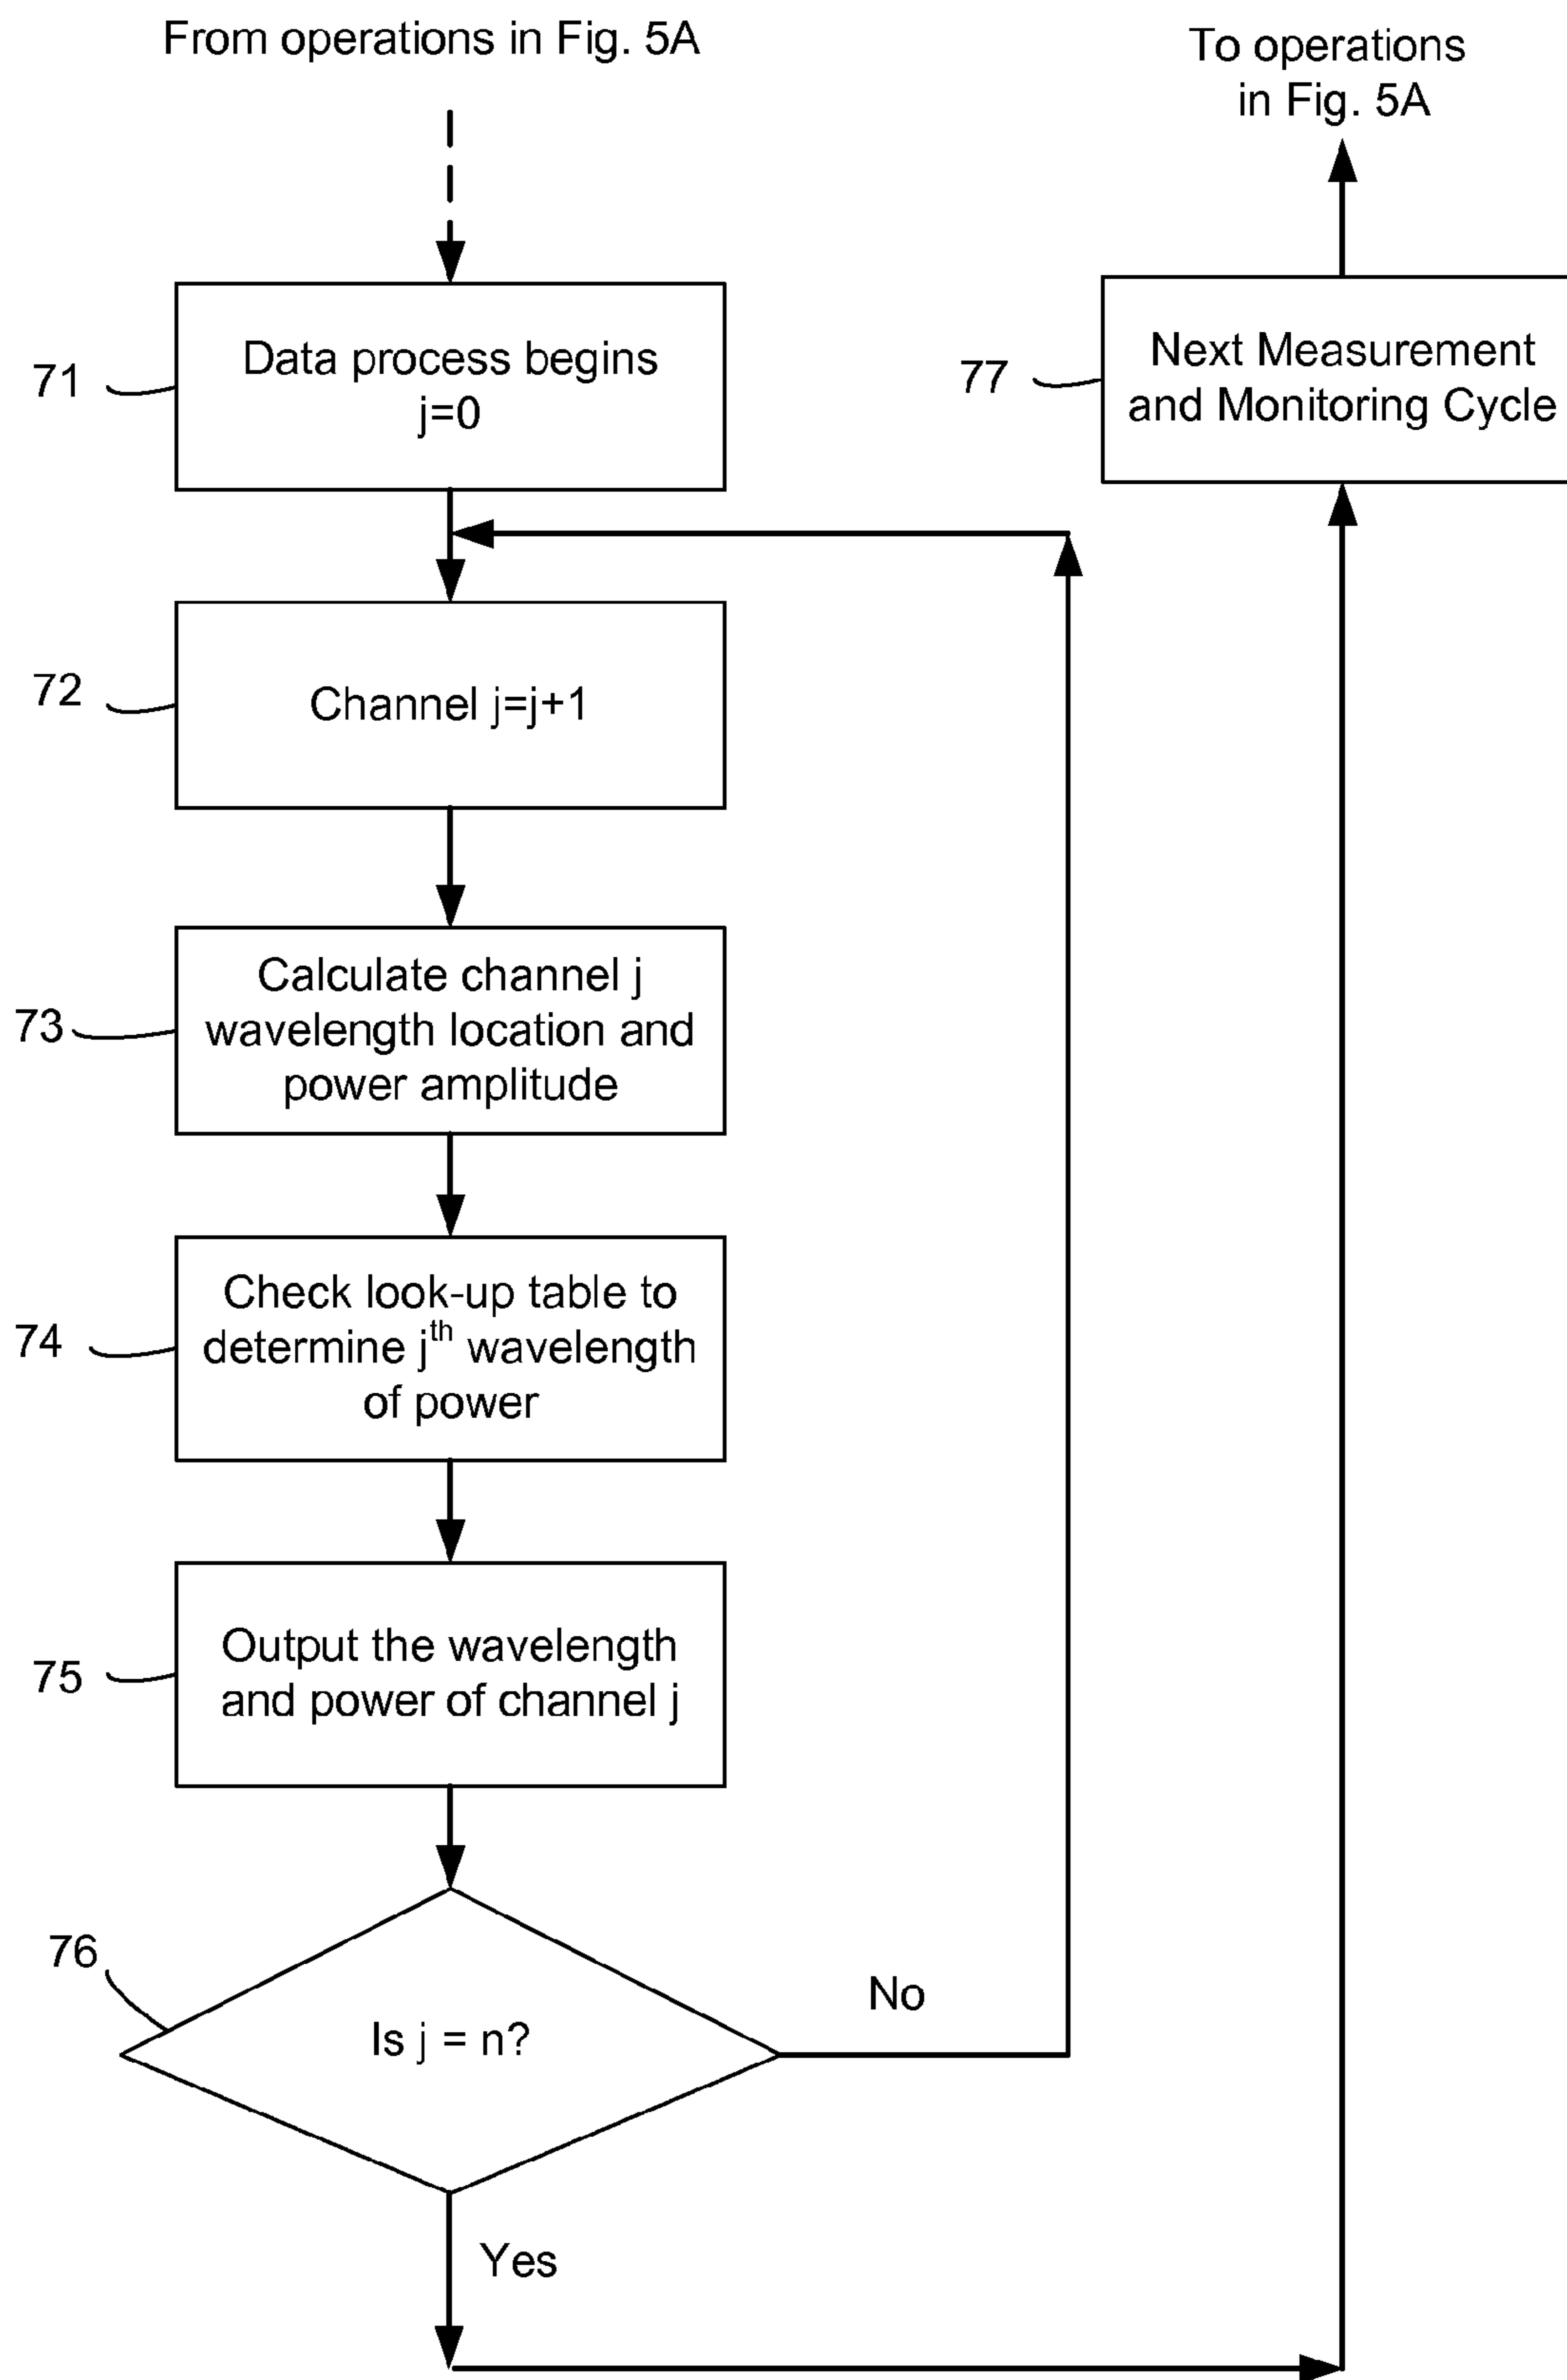 From operations in Fig. 5A
To operations
in Fig. 5A
71
Data process begins
j=0
77
Next Measurement
and Monitoring Cycle
72
Channel j=j+1
73
Calculate channel j
wavelength location and
power amplitude
74
Check look-up table to
determine jth wavelength
of power
75
Output the wavelength
and power of channel j
76
Is j = n?
No
Yes